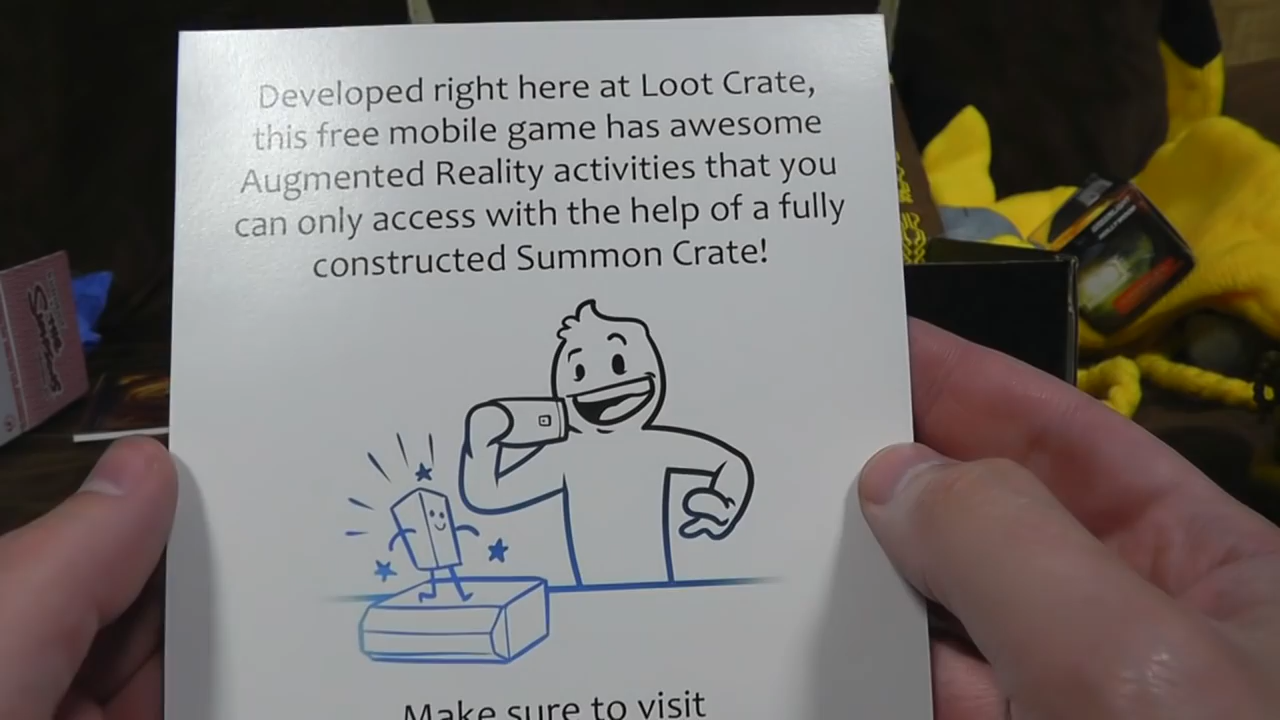 Developed right here at Loot Crate,
this free mobile game has awesome
Augmented Reality activities that you
can only access with the help of a fully
constructed Summon Crate!
Make sure to visit